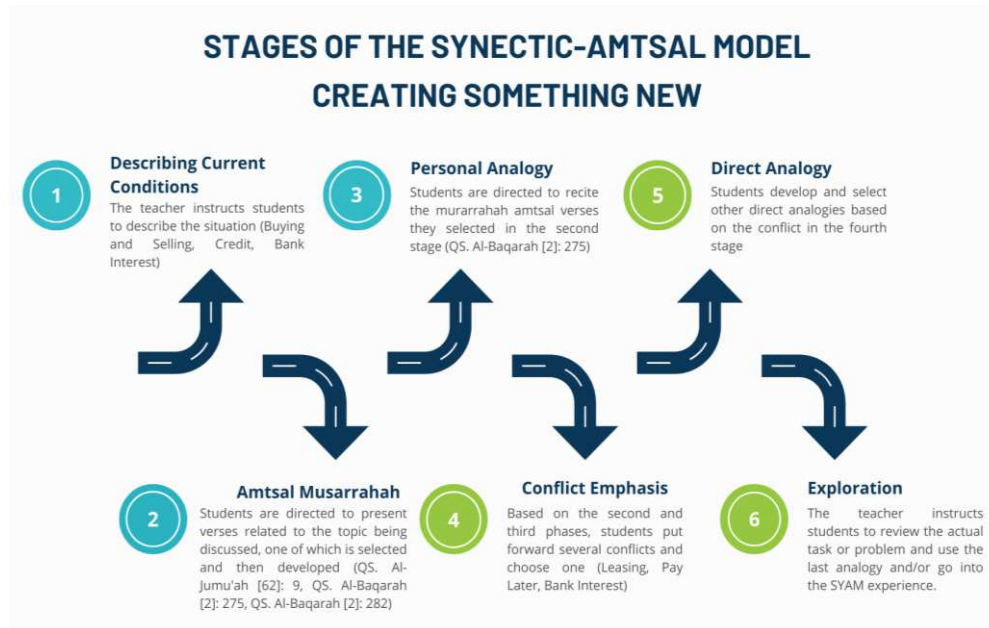 STAGES OF THE SYNECTIC-AMTSAL MODEL
CREATING SOMETHING NEW
1
Describing Current
Conditions
The teacher instructs students
to describe the situation (Buying
and Selling, Credit, Bank
Interest)
3
Personal Analogy
Students are directed to recite
the murarrahah amtsal verses
they selected in the second
stage (QS. Al-Baqarah [2]: 275)
5
Direct Analogy
Students develop and select
other direct analogies based
on the conflict in the fourth
stage
2
Amtsal Musarrahah
Students are directed to present
verses related to the topic being
discussed, one of which is selected
and then developed (QS. Al-
Jumu'ah [62]: 9, QS. Al-Baqarah
[2]: 275, QS. Al-Baqarah [2]: 282)
4
Conflict Emphasis
Based on the second and
third phases, students put
forward several conflicts and
choose one (Leasing, Pay
Later, Bank Interest)
6
Exploration
The teacher instructs
students to review the actual
task or problem and use the
last analogy and/or go into
the SYAM experience.